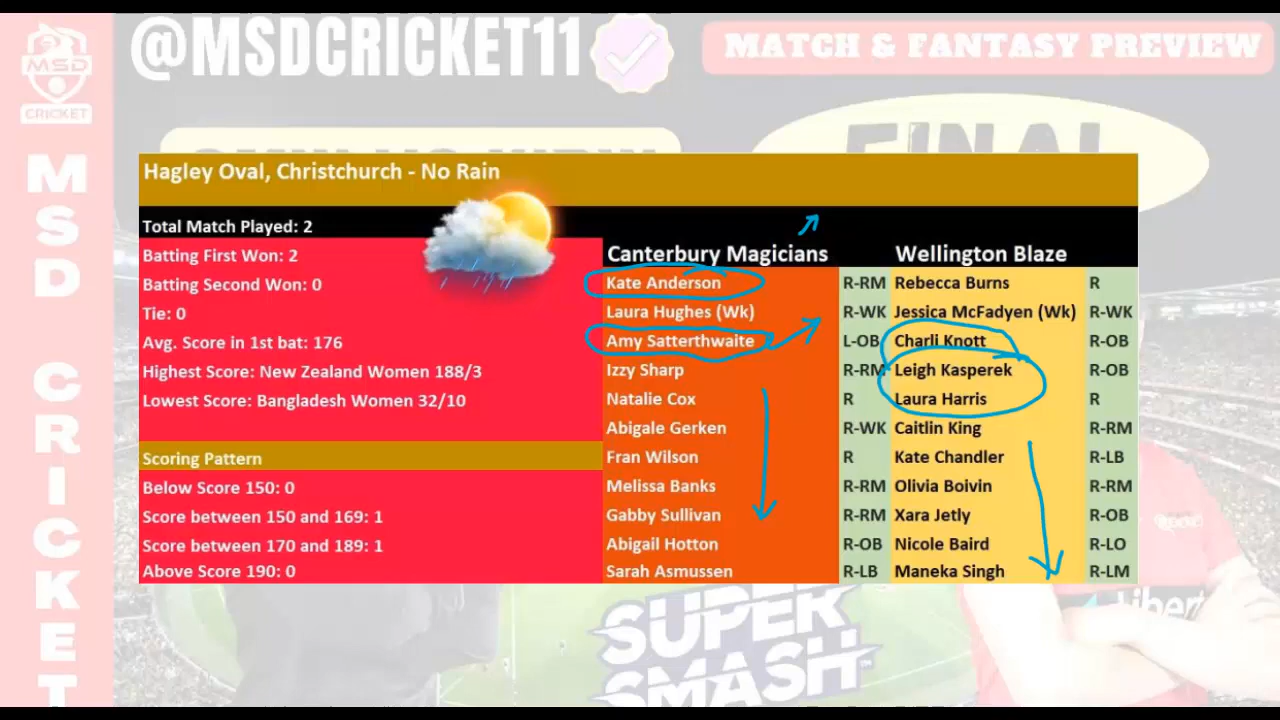 @MSDCRICKET11
MATCH & FANTASY PREVIEW
MSD
CRICKET
MSD CRICKET
FINAL
Hagley Oval, Christchurch - No Rain
Total Match Played: 2
Batting First Won: 2
Batting Second Won: 0
Tie: 0
Avg. Score in 1st bat: 176
Highest Score: New Zealand Women 188/3
Lowest Score: Bangladesh Women 32/10
Scoring Pattern
Below Score 150: 0
Score between 150 and 169: 1
Score between 170 and 189: 1
Above Score 190: 0
Canterbury Magicians Wellington Blaze
Kate Anderson R-RM Rebecca Burns R
Laura Hughes (Wk) R-WK Jessica McFadyen (Wk) R-WK
Amy Satterthwaite L-OB Charli Knott R-OB
Izzy Sharp R-RM Leigh Kasperek R-OB
Natalie Cox R Laura Harris R
Abigale Gerken R-WK Caitlin King R-RM
Fran Wilson R Kate Chandler R-LB
Melissa Banks R-RM Olivia Boivin R-RM
Gabby Sullivan R-RM Xara Jetly R-OB
Abigail Hotton R-OB Nicole Baird R-LO
Sarah Asmussen R-LB Maneka Singh R-LM
SUPER
SMASH